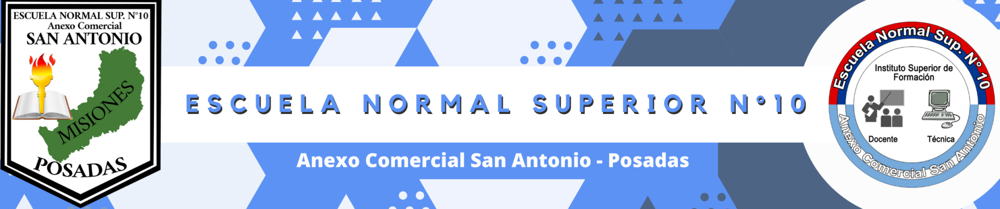 ESCUELA NORMAL SUP. N°10
Anexo Comercial
SAN ANTONIO
MISIONES
POSADAS
ESCUELA NORMAL SUPERIOR N°10
Anexo Comercial San Antonio - Posadas
Escuela Normal Sup. N° 10
Instituto Superior de
Formación
Docente
Técnica
Anexo Comercial San Antonio